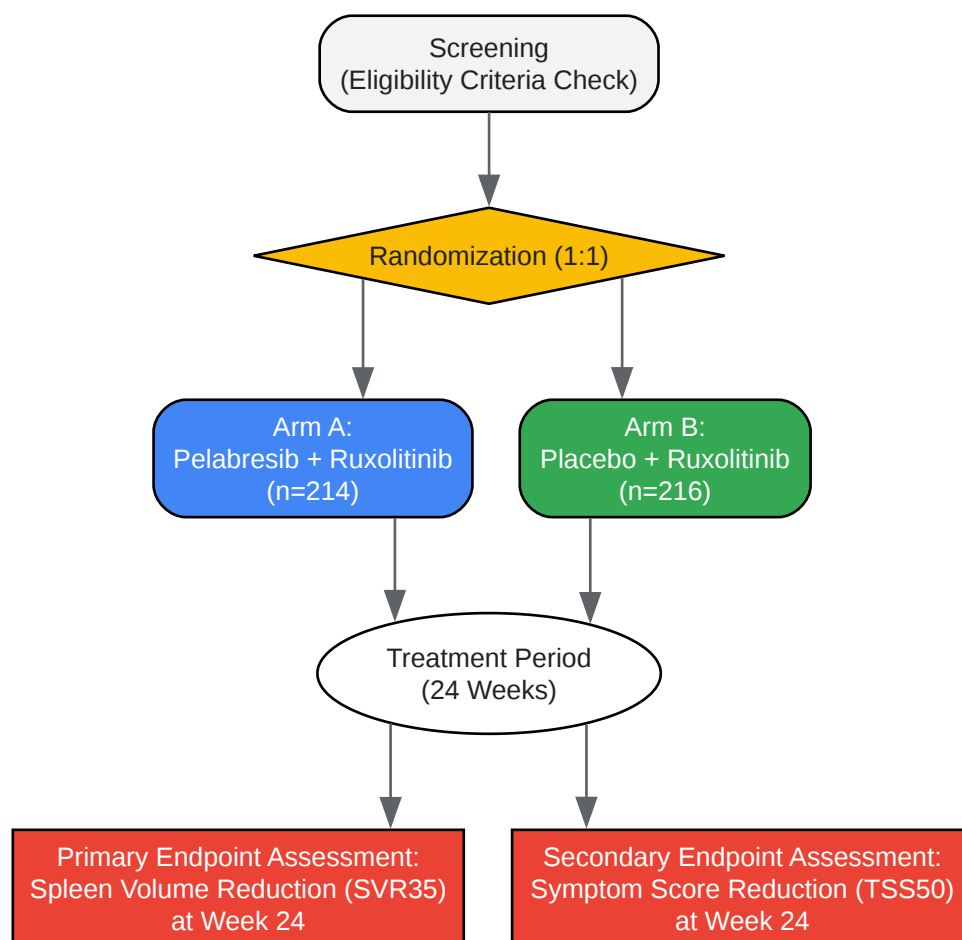 Screening
(Eligibility Criteria Check)
Randomization (1:1)
Arm A:
Pelabresib + Ruxolitinib
(n=214)
Arm B:
Placebo + Ruxolitinib
(n=216)
Treatment Period
(24 Weeks)
Primary Endpoint Assessment:
Spleen Volume Reduction (SVR35)
at Week 24
Secondary Endpoint Assessment:
Symptom Score Reduction (TSS50)
at Week 24